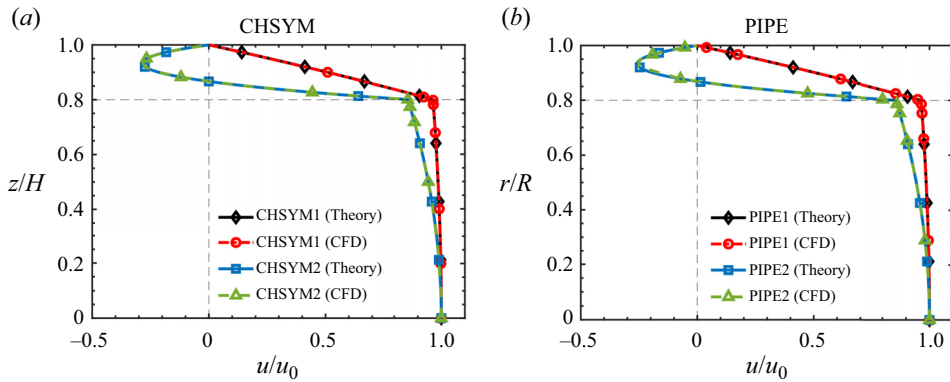 (a)
CHSYM
1.0
0.8
0.6
z/H
0.4
0.2
0
CHSYM1 (Theory)
CHSYM1 (CFD)
CHSYM2 (Theory)
CHSYM2 (CFD)
−0.5
0
0.5
1.0
u/u0
(b)
PIPE
1.0
0.8
0.6
r/R
0.4
0.2
0
PIPE1 (Theory)
PIPE1 (CFD)
PIPE2 (Theory)
PIPE2 (CFD)
−0.5
0
0.5
1.0
u/u0